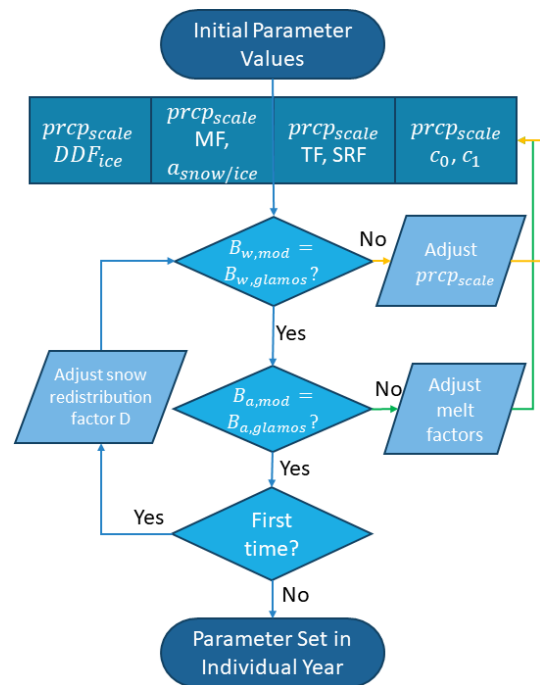 Initial Parameter
Values
prcp_scale
DDF_ice
prcp_scale
MF,
a_snow/ice
prcp_scale
TF, SRF
prcp_scale
c_0, c_1
B_w,mod =
B_w,glamos?
No
Adjust
prcp_scale
Yes
Adjust snow
redistribution
factor D
B_a,mod =
B_a,glamos?
No
Adjust
melt
factors
Yes
Yes
First
time?
No
Parameter Set in
Individual Year